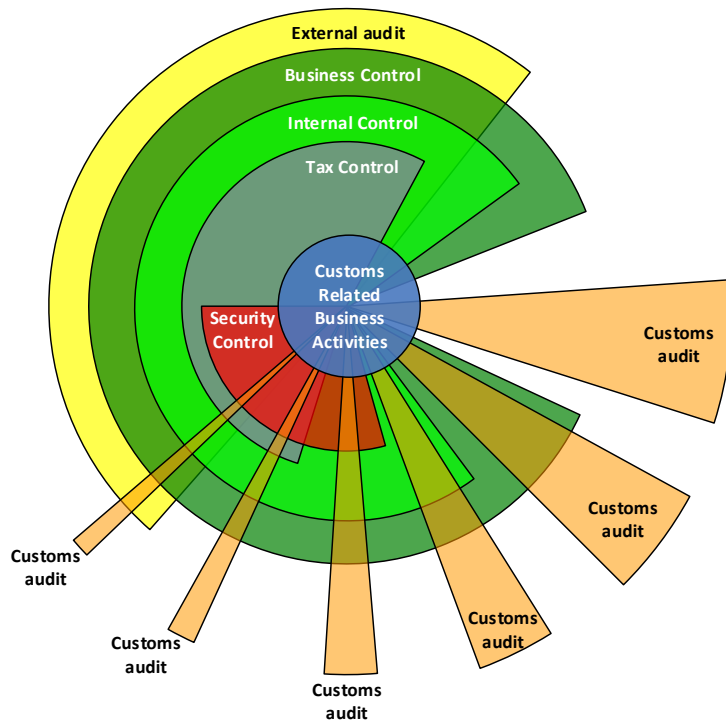 External audit
Business Control
Internal Control
Tax Control
Customs
Related
Business
Activities
Security
Control
Customs
audit
Customs
audit
Customs
audit
Customs
audit
Customs
audit
Customs
audit